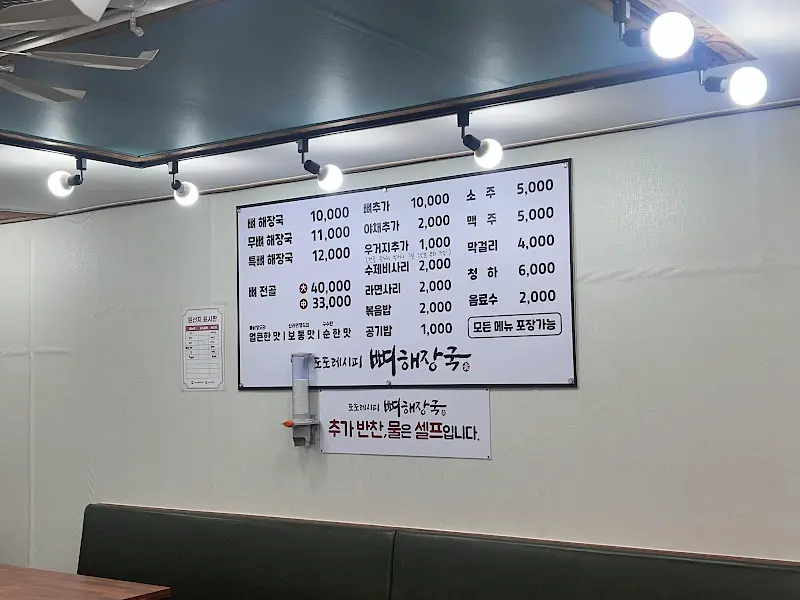 뼈 해장국 10,000
무뼈 해장국 11,000
특뼈 해장국 12,000
뼈 전골 大 40,000
中 33,000
얼큰한 맛 | 보통 맛 | 순한 맛
뼈추가 10,000
야채추가 2,000
우거지추가 1,000
수제비사리 2,000
라면사리 2,000
볶음밥 2,000
공기밥 1,000
소주 5,000
맥주 5,000
막걸리 4,000
청하 6,000
음료수 2,000
모든 메뉴 포장가능
도도레시피 뼈해장국
원산지 표시판
도도레시피 뼈해장국
추가 반찬,물은 셀프입니다.